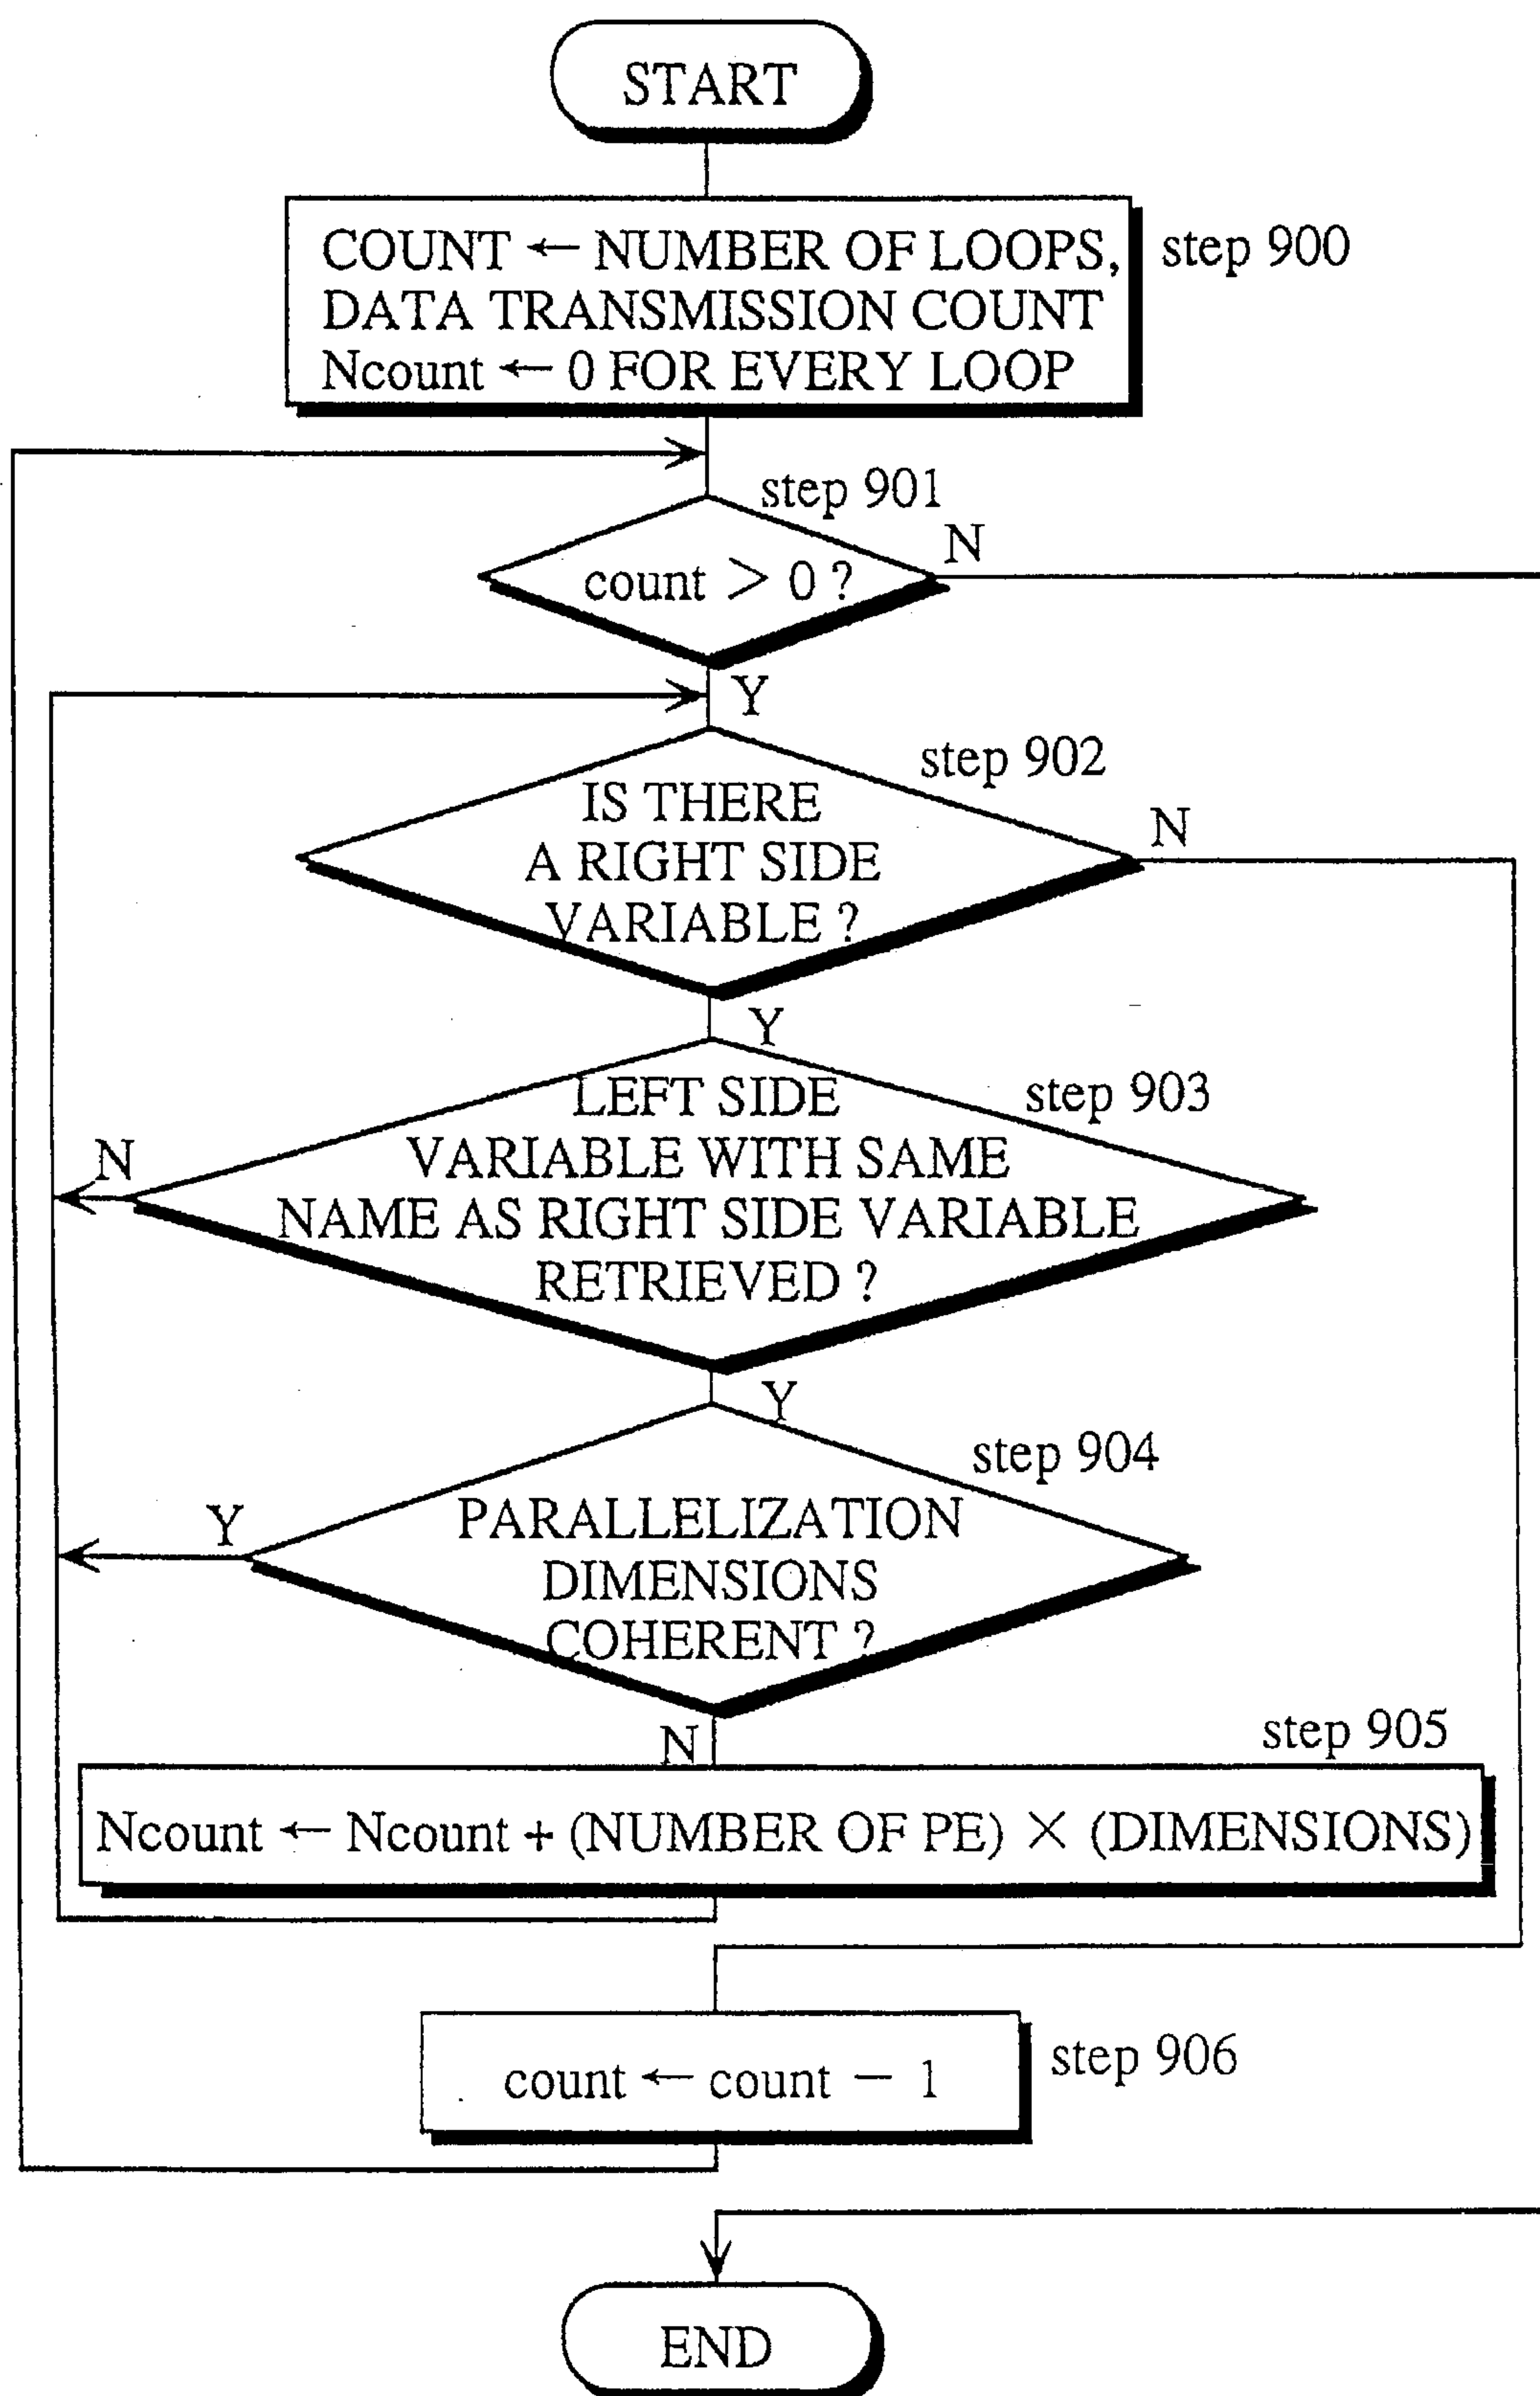 START
COUNT ← NUMBER OF LOOPS,
DATA TRANSMISSION COUNT
Ncount ← 0 FOR EVERY LOOP
step 900
step 901
count > 0 ?
N
Y
step 902
IS THERE
A RIGHT SIDE
VARIABLE ?
N
Y
step 903
LEFT SIDE
VARIABLE WITH SAME
NAME AS RIGHT SIDE VARIABLE
RETRIEVED ?
N
Y
step 904
PARALLELIZATION
DIMENSIONS
COHERENT ?
Y
N
step 905
Ncount ← Ncount + (NUMBER OF PE) × (DIMENSIONS)
count ← count − 1
step 906
END